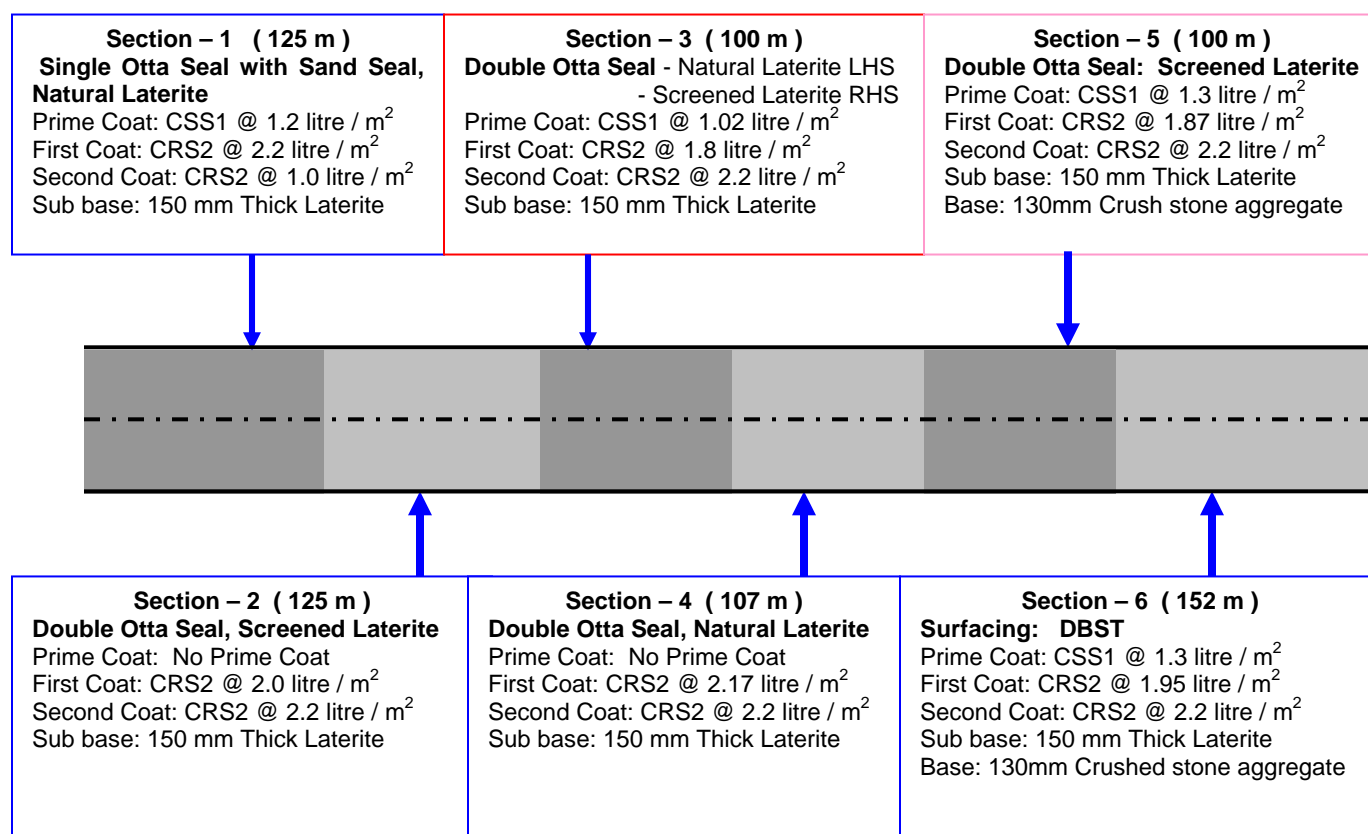 Section – 1 ( 125 m )
Single Otta Seal with Sand Seal,
Natural Laterite
Prime Coat: CSS1 @ 1.2 litre / m²
First Coat: CRS2 @ 2.2 litre / m²
Second Coat: CRS2 @ 1.0 litre / m²
Sub base: 150 mm Thick Laterite
Section – 3 ( 100 m )
Double Otta Seal - Natural Laterite LHS
- Screened Laterite RHS
Prime Coat: CSS1 @ 1.02 litre / m²
First Coat: CRS2 @ 1.8 litre / m²
Second Coat: CRS2 @ 2.2 litre / m²
Sub base: 150 mm Thick Laterite
Section – 5 ( 100 m )
Double Otta Seal: Screened Laterite
Prime Coat: CSS1 @ 1.3 litre / m²
First Coat: CRS2 @ 1.87 litre / m²
Second Coat: CRS2 @ 2.2 litre / m²
Sub base: 150 mm Thick Laterite
Base: 130mm Crush stone aggregate
Section – 2 ( 125 m )
Double Otta Seal, Screened Laterite
Prime Coat: No Prime Coat
First Coat: CRS2 @ 2.0 litre / m²
Second Coat: CRS2 @ 2.2 litre / m²
Sub base: 150 mm Thick Laterite
Section – 4 ( 107 m )
Double Otta Seal, Natural Laterite
Prime Coat: No Prime Coat
First Coat: CRS2 @ 2.17 litre / m²
Second Coat: CRS2 @ 2.2 litre / m²
Sub base: 150 mm Thick Laterite
Section – 6 ( 152 m )
Surfacing: DBST
Prime Coat: CSS1 @ 1.3 litre / m²
First Coat: CRS2 @ 1.95 litre / m²
Second Coat: CRS2 @ 2.2 litre / m²
Sub base: 150 mm Thick Laterite
Base: 130mm Crushed stone aggregate